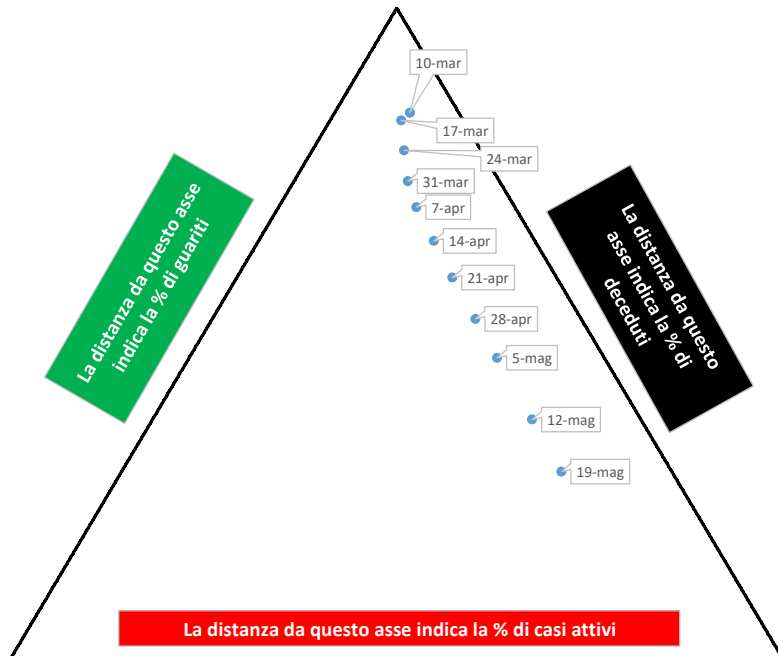 10-mar
17-mar
24-mar
31-mar
7-apr
14-apr
21-apr
28-apr
5-mag
12-mag
19-mag
La distanza da questo asse
indica la % di guariti
La distanza da questo
asse indica la % di
deceduti
La distanza da questo asse indica la % di casi attivi